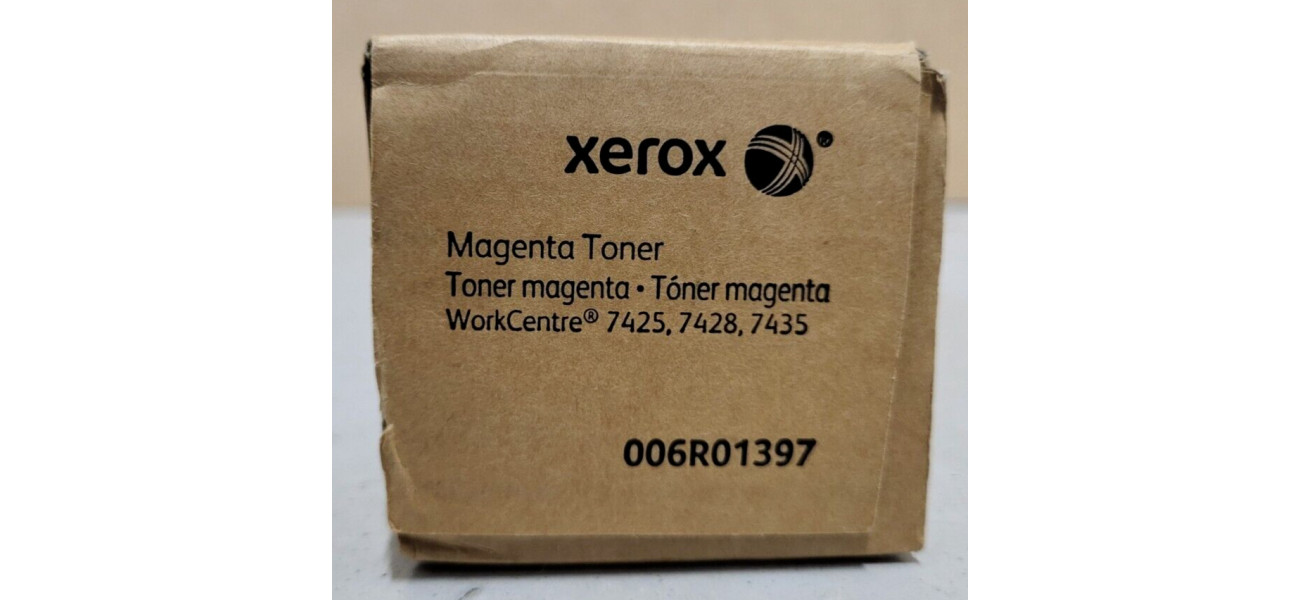 xerox ®
Magenta Toner
Toner magenta • Tóner magenta
WorkCentre® 7425, 7428, 7435
006R01397